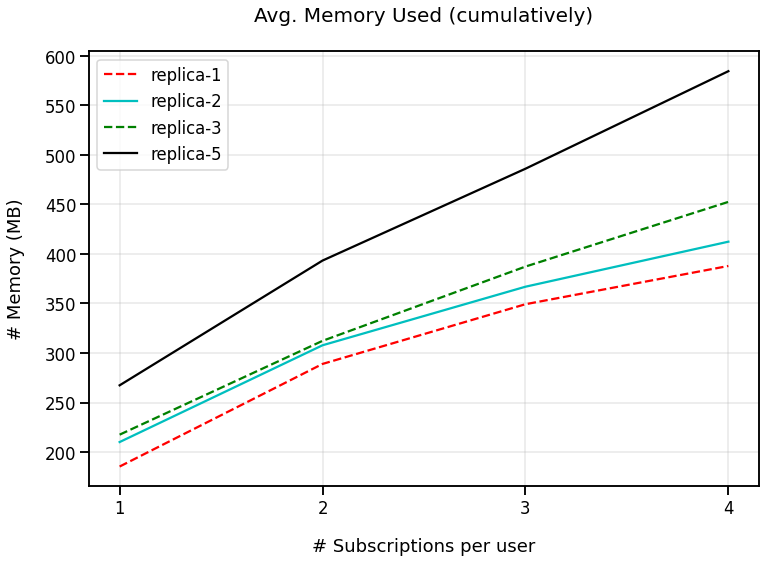 Avg. Memory Used (cumulatively)
600
550
500
450
400
350
300
250
200
# Memory (MB)
replica-1
replica-2
replica-3
replica-5
1 2 3 4
# Subscriptions per user